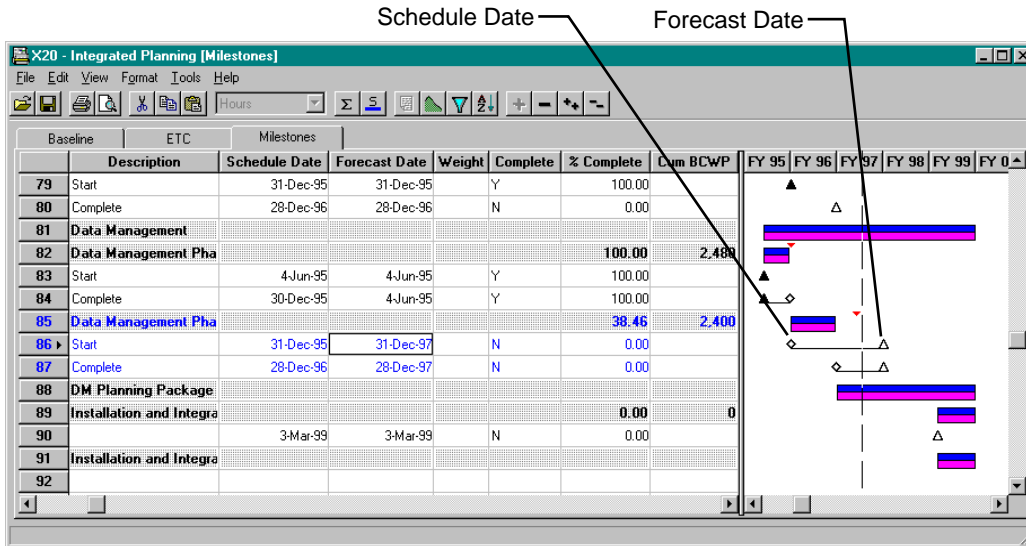 Schedule Date Forecast Date
X20 - Integrated Planning [Milestones]
File Edit View Format Tools Help
Hours Σ S
Baseline ETC Milestones
Description Schedule Date Forecast Date Weight Complete % Complete Cum BCWP FY 95 FY 96 FY 97 FY 98 FY 99 FY 0
79 Start 31-Dec-95 31-Dec-95 Y 100.00
80 Complete 28-Dec-96 28-Dec-96 N 0.00
81 Data Management
82 Data Management Pha 100.00 2,480
83 Start 4-Jun-95 4-Jun-95 Y 100.00
84 Complete 30-Dec-95 4-Jun-95 Y 100.00
85 Data Management Pha 38.46 2,400
86 Start 31-Dec-95 31-Dec-97 N 0.00
87 Complete 28-Dec-96 28-Dec-97 N 0.00
88 DM Planning Package
89 Installation and Integra 0.00 0
90 3-Mar-99 3-Mar-99 N 0.00
91 Installation and Integra
92